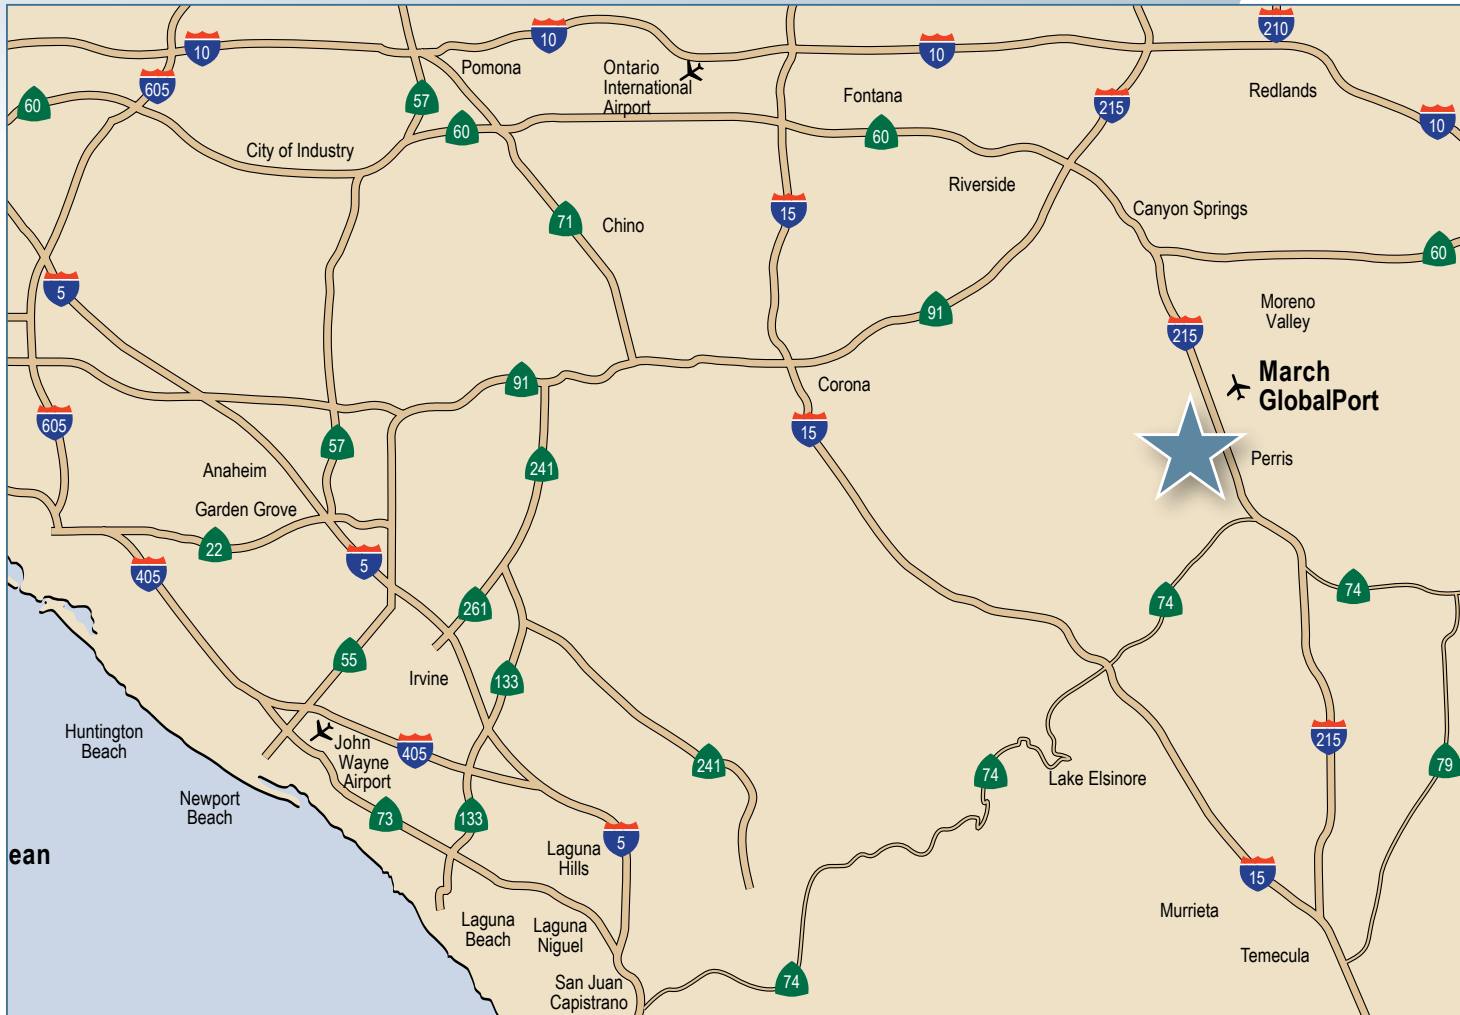 10
10
10
210
605
60
57
60
Pomona
Ontario
International
Airport
Fontana
60
215
Redlands
10
City of Industry
Riverside
15
71
Chino
Canyon Springs
60
5
91
Moreno
Valley
215
91
Corona
March
GlobalPort
605
57
15
241
Perris
Anaheim
Garden Grove
22
405
5
261
74
74
55
Irvine
133
Huntington
Beach
John
Wayne
Airport
405
241
74
Lake Elsinore
215
79
Newport
Beach
73
133
5
ean
Laguna
Hills
15
Murrieta
Laguna
Beach
Laguna
Niguel
Temecula
San Juan
Capistrano
74